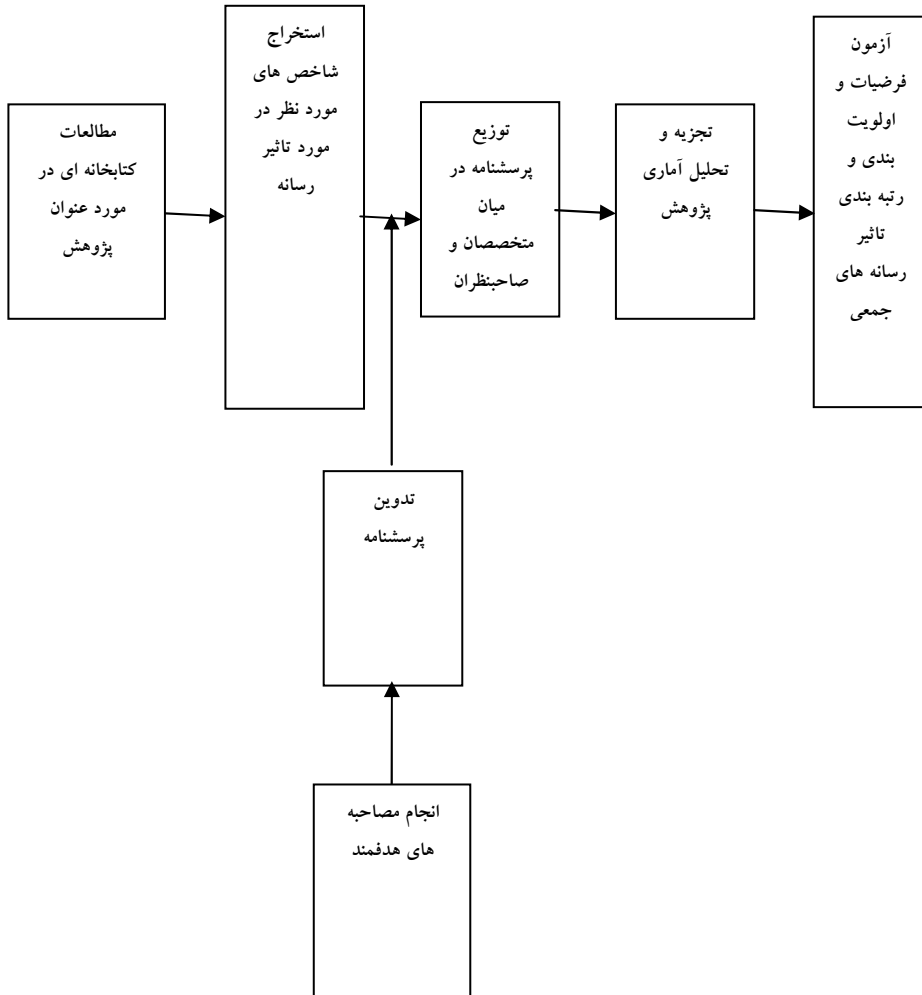 مطالعات
کتابخانه ای در
مورد عنوان
پژوهش
استخراج
شاخص های
مورد نظر در
مورد تاثیر
رسانه
توزیع
پرسشنامه در
میان
متخصصان و
صاحبنظران
تجزیه و
تحلیل آماری
پژوهش
آزمون
فرضیات و
اولویت
بندی و
رتبه بندی
تاثیر
رسانه های
جمعی
تدوین
پرسشنامه
انجام مصاحبه
های هدفمند